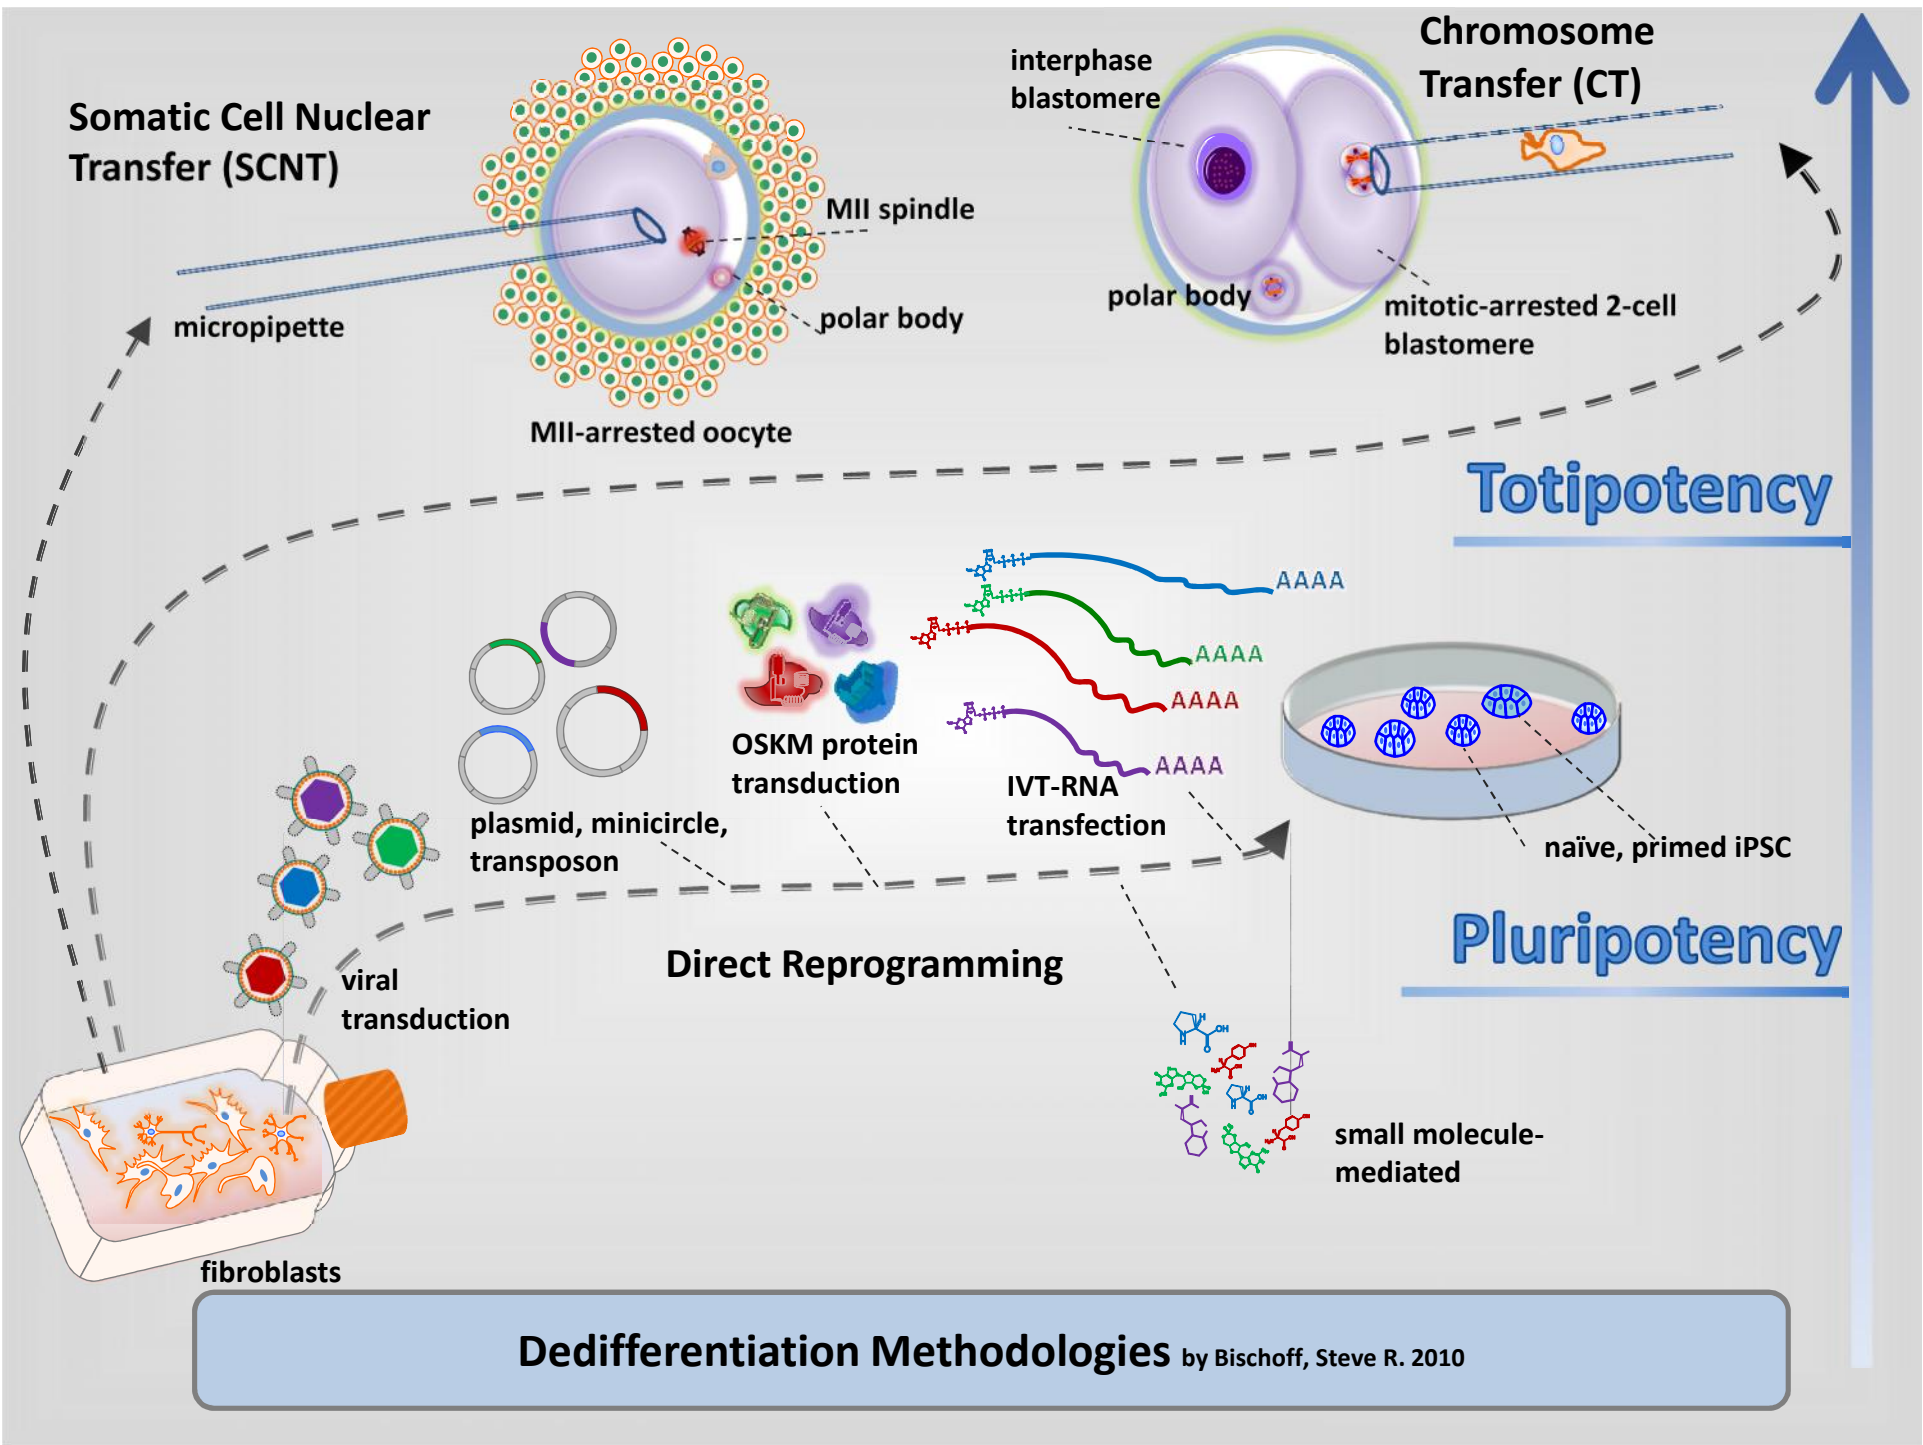 Somatic Cell Nuclear
Transfer (SCNT)
micropipette
MII spindle
polar body
MII-arrested oocyte
interphase
blastomere
Chromosome
Transfer (CT)
polar body
mitotic-arrested 2-cell
blastomere
Totipotency
AAAA
AAAA
AAAA
AAAA
OSKM protein
transduction
IVT-RNA
transfection
plasmid, minicircle,
transposon
naïve, primed iPSC
Pluripotency
Direct Reprogramming
viral
transduction
small molecule-
mediated
fibroblasts
Dedifferentiation Methodologies by Bischoff, Steve R. 2010